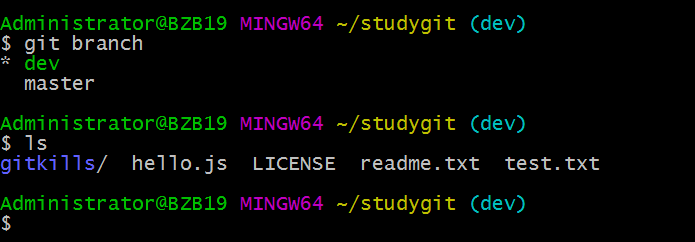 Administrator@BZB19 MINGW64 ~/studygit (dev)
$ git branch
* dev
  master
Administrator@BZB19 MINGW64 ~/studygit (dev)
$ ls
gitkills/  hello.js  LICENSE  readme.txt  test.txt
Administrator@BZB19 MINGW64 ~/studygit (dev)
$